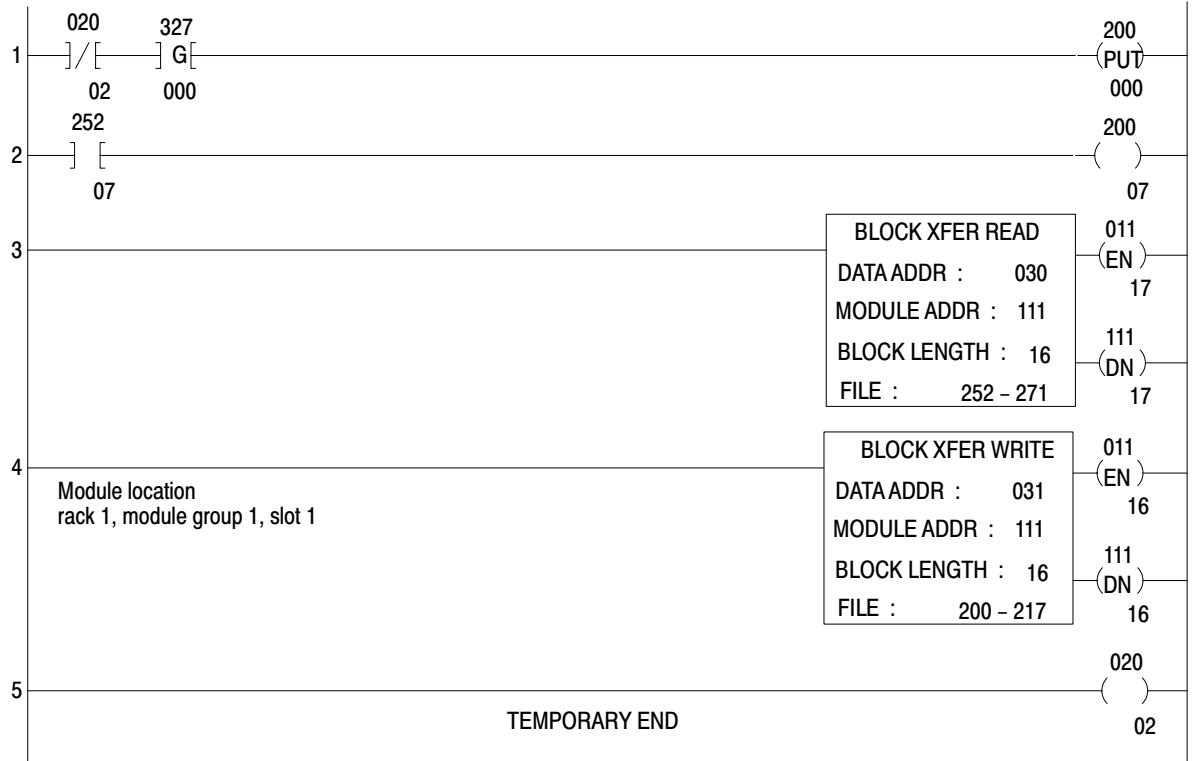 020 327 200
1 ]/[ ] G[ (PUT)
02 000 000
252 200
2 ] [ ( )
07 07
3 BLOCK XFER READ 011
DATA ADDR : 030 (EN)
MODULE ADDR : 111 17
BLOCK LENGTH : 16 111
(DN)
FILE : 252 – 271 17
4 BLOCK XFER WRITE 011
Module location DATA ADDR : 031 (EN)
rack 1, module group 1, slot 1 16
MODULE ADDR : 111
BLOCK LENGTH : 16 111
(DN)
FILE : 200 – 217 16
020
5 ( )
TEMPORARY END 02